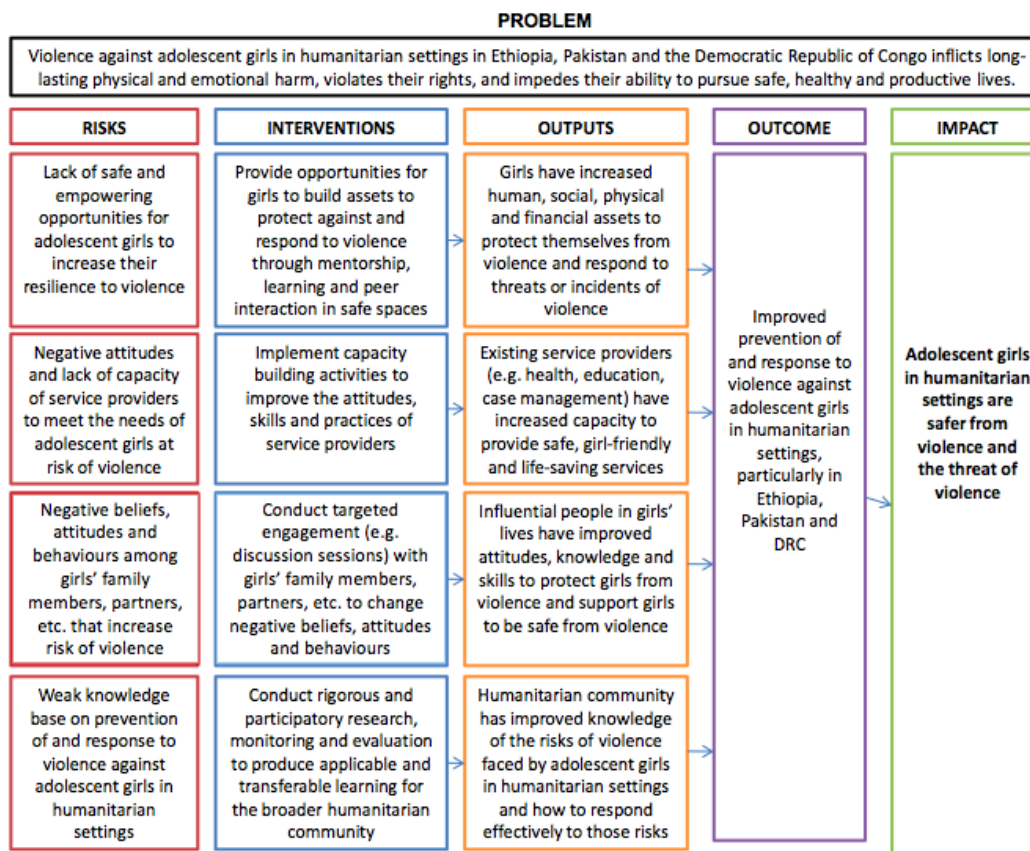 PROBLEM
Violence against adolescent girls in humanitarian settings in Ethiopia, Pakistan and the Democratic Republic of Congo inflicts long-
lasting physical and emotional harm, violates their rights, and impedes their ability to pursue safe, healthy and productive lives.
RISKS
Lack of safe and
empowering
opportunities for
adolescent girls to
increase their
resilience to violence
Negative attitudes
and lack of capacity
of service providers
to meet the needs of
adolescent girls at
risk of violence
Negative beliefs,
attitudes and
behaviours among
girls' family
members, partners,
etc. that increase
risk of violence
Weak knowledge
base on prevention
of and response to
violence against
adolescent girls in
humanitarian
settings
INTERVENTIONS
Provide opportunities for
girls to build assets to
protect against and
respond to violence
through mentorship,
learning and peer
interaction in safe spaces
Implement capacity
building activities to
improve the attitudes,
skills and practices of
service providers
Conduct targeted
engagement (e.g.
discussion sessions) with
girls' family members,
partners, etc. to change
negative beliefs, attitudes
and behaviours
Conduct rigorous and
participatory research,
monitoring and evaluation
to produce applicable and
transferable learning for
the broader humanitarian
community
OUTPUTS
Girls have increased
human, social, physical
and financial assets to
protect themselves from
violence and respond to
threats or incidents of
violence
Existing service providers
(e.g. health, education,
case management) have
increased capacity to
provide safe, girl-friendly
and life-saving services
Influential people in girls'
lives have improved
attitudes, knowledge and
skills to protect girls from
violence and support girls
to be safe from violence
Humanitarian community
has improved knowledge
of the risks of violence
faced by adolescent girls
in humanitarian settings
and how to respond
effectively to those risks
OUTCOME
Improved
prevention of
and response to
violence against
adolescent girls
in humanitarian
settings,
particularly in
Ethiopia,
Pakistan and
DRC
IMPACT
Adolescent girls
in humanitarian
settings are
safer from
violence and
the threat of
violence